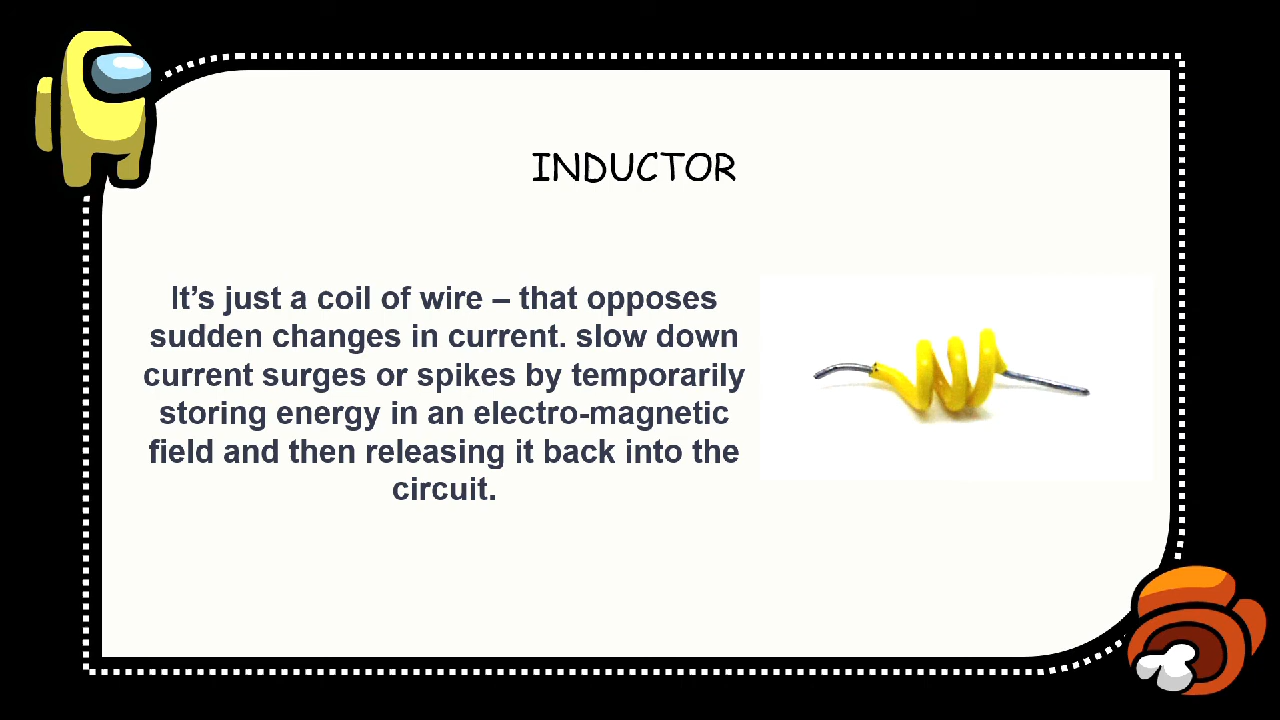 INDUCTOR
It’s just a coil of wire – that opposes
sudden changes in current. slow down
current surges or spikes by temporarily
storing energy in an electro-magnetic
field and then releasing it back into the
circuit.